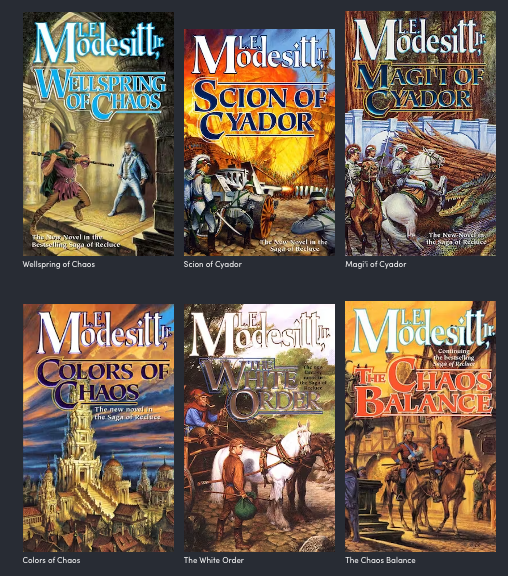 L.E.
Modesitt, Jr.
WELLSPRING
OF CHAOS
The New Novel in the
Bestselling Saga of Recluce
Wellspring of Chaos
L.E.
Modesitt, Jr.
SCION OF
CYADOR
The New Novel in the
Saga of Recluce
Scion of Cyador
L.E.
Modesitt, Jr.
MAGI'I OF
CYADOR
The New Novel in
the Saga of Recluce
Magi'i of Cyador
L.E.
Modesitt, Jr.
COLORS OF
CHAOS
The new novel in
the Saga of Recluce
Colors of Chaos
L.E.
Modesitt, Jr.
THE
WHITE
ORDER
the Saga of
Recluce
The White Order
L.E.
Modesitt, Jr.
Continuing
the bestselling
Saga of Recluce
THE CHAOS
BALANCE
The Chaos Balance